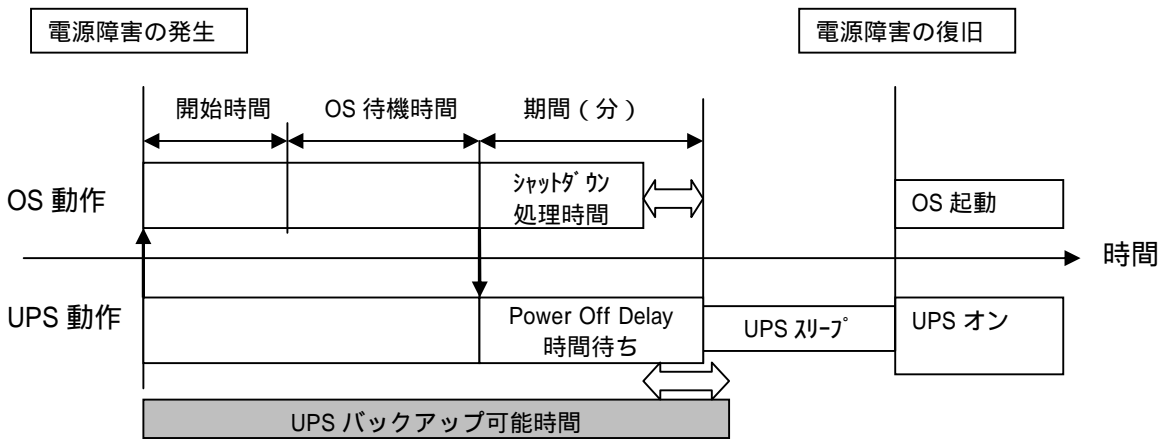 電源障害の発生
電源障害の復旧
開始時間
OS 待機時間
期間（分）
OS 動作
ｼｬｯﾄﾀﾞｳﾝ
処理時間
OS 起動
時間
UPS 動作
Power Off Delay
時間待ち
UPS ｽﾘｰﾌﾟ
UPS オン
UPS バックアップ可能時間